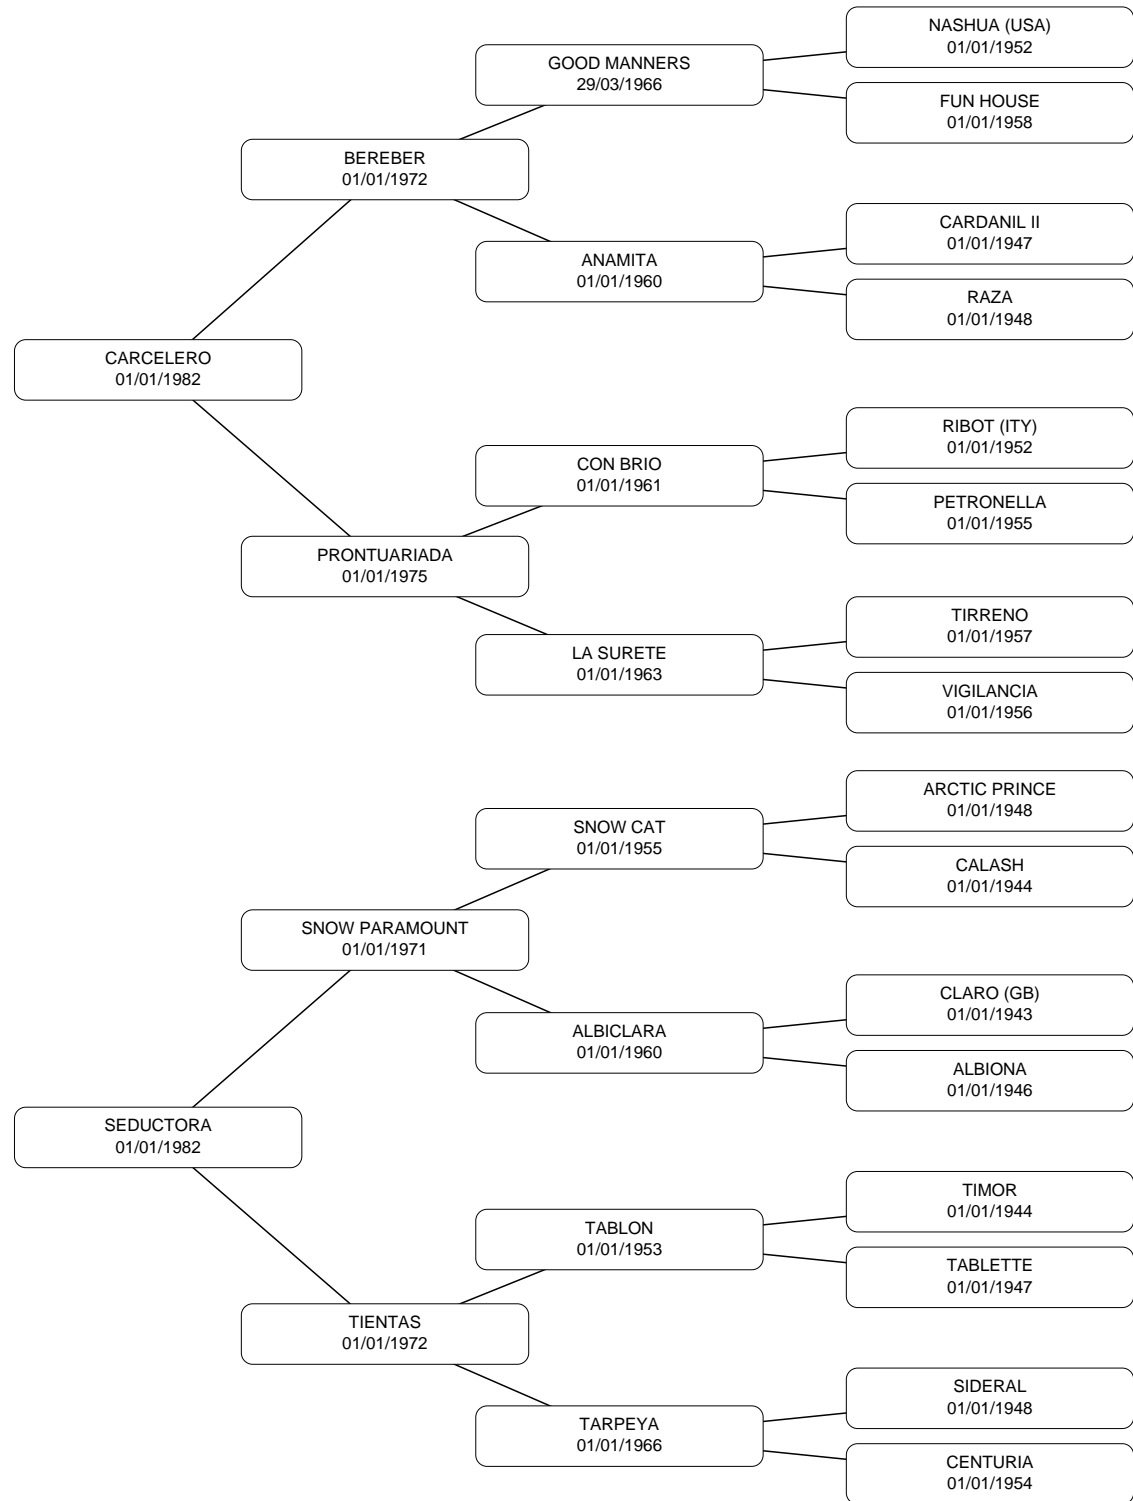 NASHUA (USA)
01/01/1952
GOOD MANNERS
29/03/1966
FUN HOUSE
01/01/1958
BEREBER
01/01/1972
CARDANIL II
01/01/1947
ANAMITA
01/01/1960
RAZA
01/01/1948
CARCELERO
01/01/1982
RIBOT (ITY)
01/01/1952
CON BRIO
01/01/1961
PETRONELLA
01/01/1955
PRONTUARIADA
01/01/1975
TIRRENO
01/01/1957
LA SURETE
01/01/1963
VIGILANCIA
01/01/1956
ARCTIC PRINCE
01/01/1948
SNOW CAT
01/01/1955
CALASH
01/01/1944
SNOW PARAMOUNT
01/01/1971
CLARO (GB)
01/01/1943
ALBICLARA
01/01/1960
ALBIONA
01/01/1946
SEDUCTORA
01/01/1982
TIMOR
01/01/1944
TABLON
01/01/1953
TABLETTE
01/01/1947
TIENTAS
01/01/1972
SIDERAL
01/01/1948
TARPEYA
01/01/1966
CENTURIA
01/01/1954